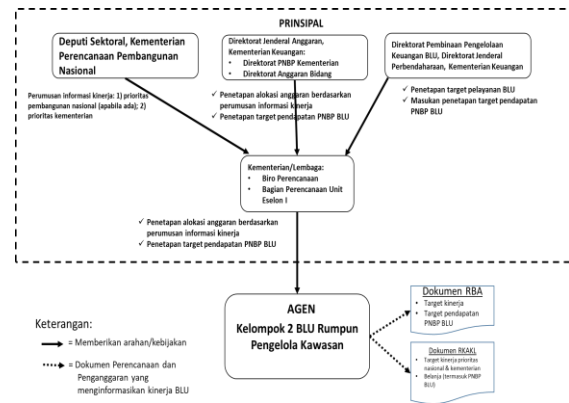 PRINSIPAL
Deputi Sektoral, Kementerian
Perencanaan Pembangunan
Nasional
Direktorat Jenderal Anggaran,
Kementerian Keuangan:
• Direktorat PNBP Kementerian
• Direktorat Anggaran Bidang
Direktorat Pembinaan Pengelolaan
Keuangan BLU, Direktorat Jenderal
Perbendaharaan, Kementerian Keuangan
Perumusan informasi kinerja: 1) prioritas
pembangunan nasional (apabila ada); 2)
prioritas kementerian
✓ Penetapan alokasi anggaran berdasarkan
perumusan informasi kinerja
✓ Penetapan target pendapatan PNBP BLU
✓ Penetapan target pelayanan BLU
✓ Masukan penetapan target pendapatan
PNBP BLU
Kementerian/Lembaga:
• Biro Perencanaan
• Bagian Perencanaan Unit
Eselon I
✓ Penetapan alokasi anggaran berdasarkan
perumusan informasi kinerja
✓ Penetapan target pendapatan PNBP BLU
AGEN
Kelompok 2 BLU Rumpun
Pengelola Kawasan
Dokumen RBA
• Target kinerja
• Target pendapatan
PNBP BLU
Dokumen RKAKL
• Target kinerja prioritas
nasional & kementerian
• Belanja (termasuk PNBP
BLU)
Keterangan:
= Memberikan arahan/kebijakan
= Dokumen Perencanaan dan
Penganggaran yang
menginformasikan kinerja BLU